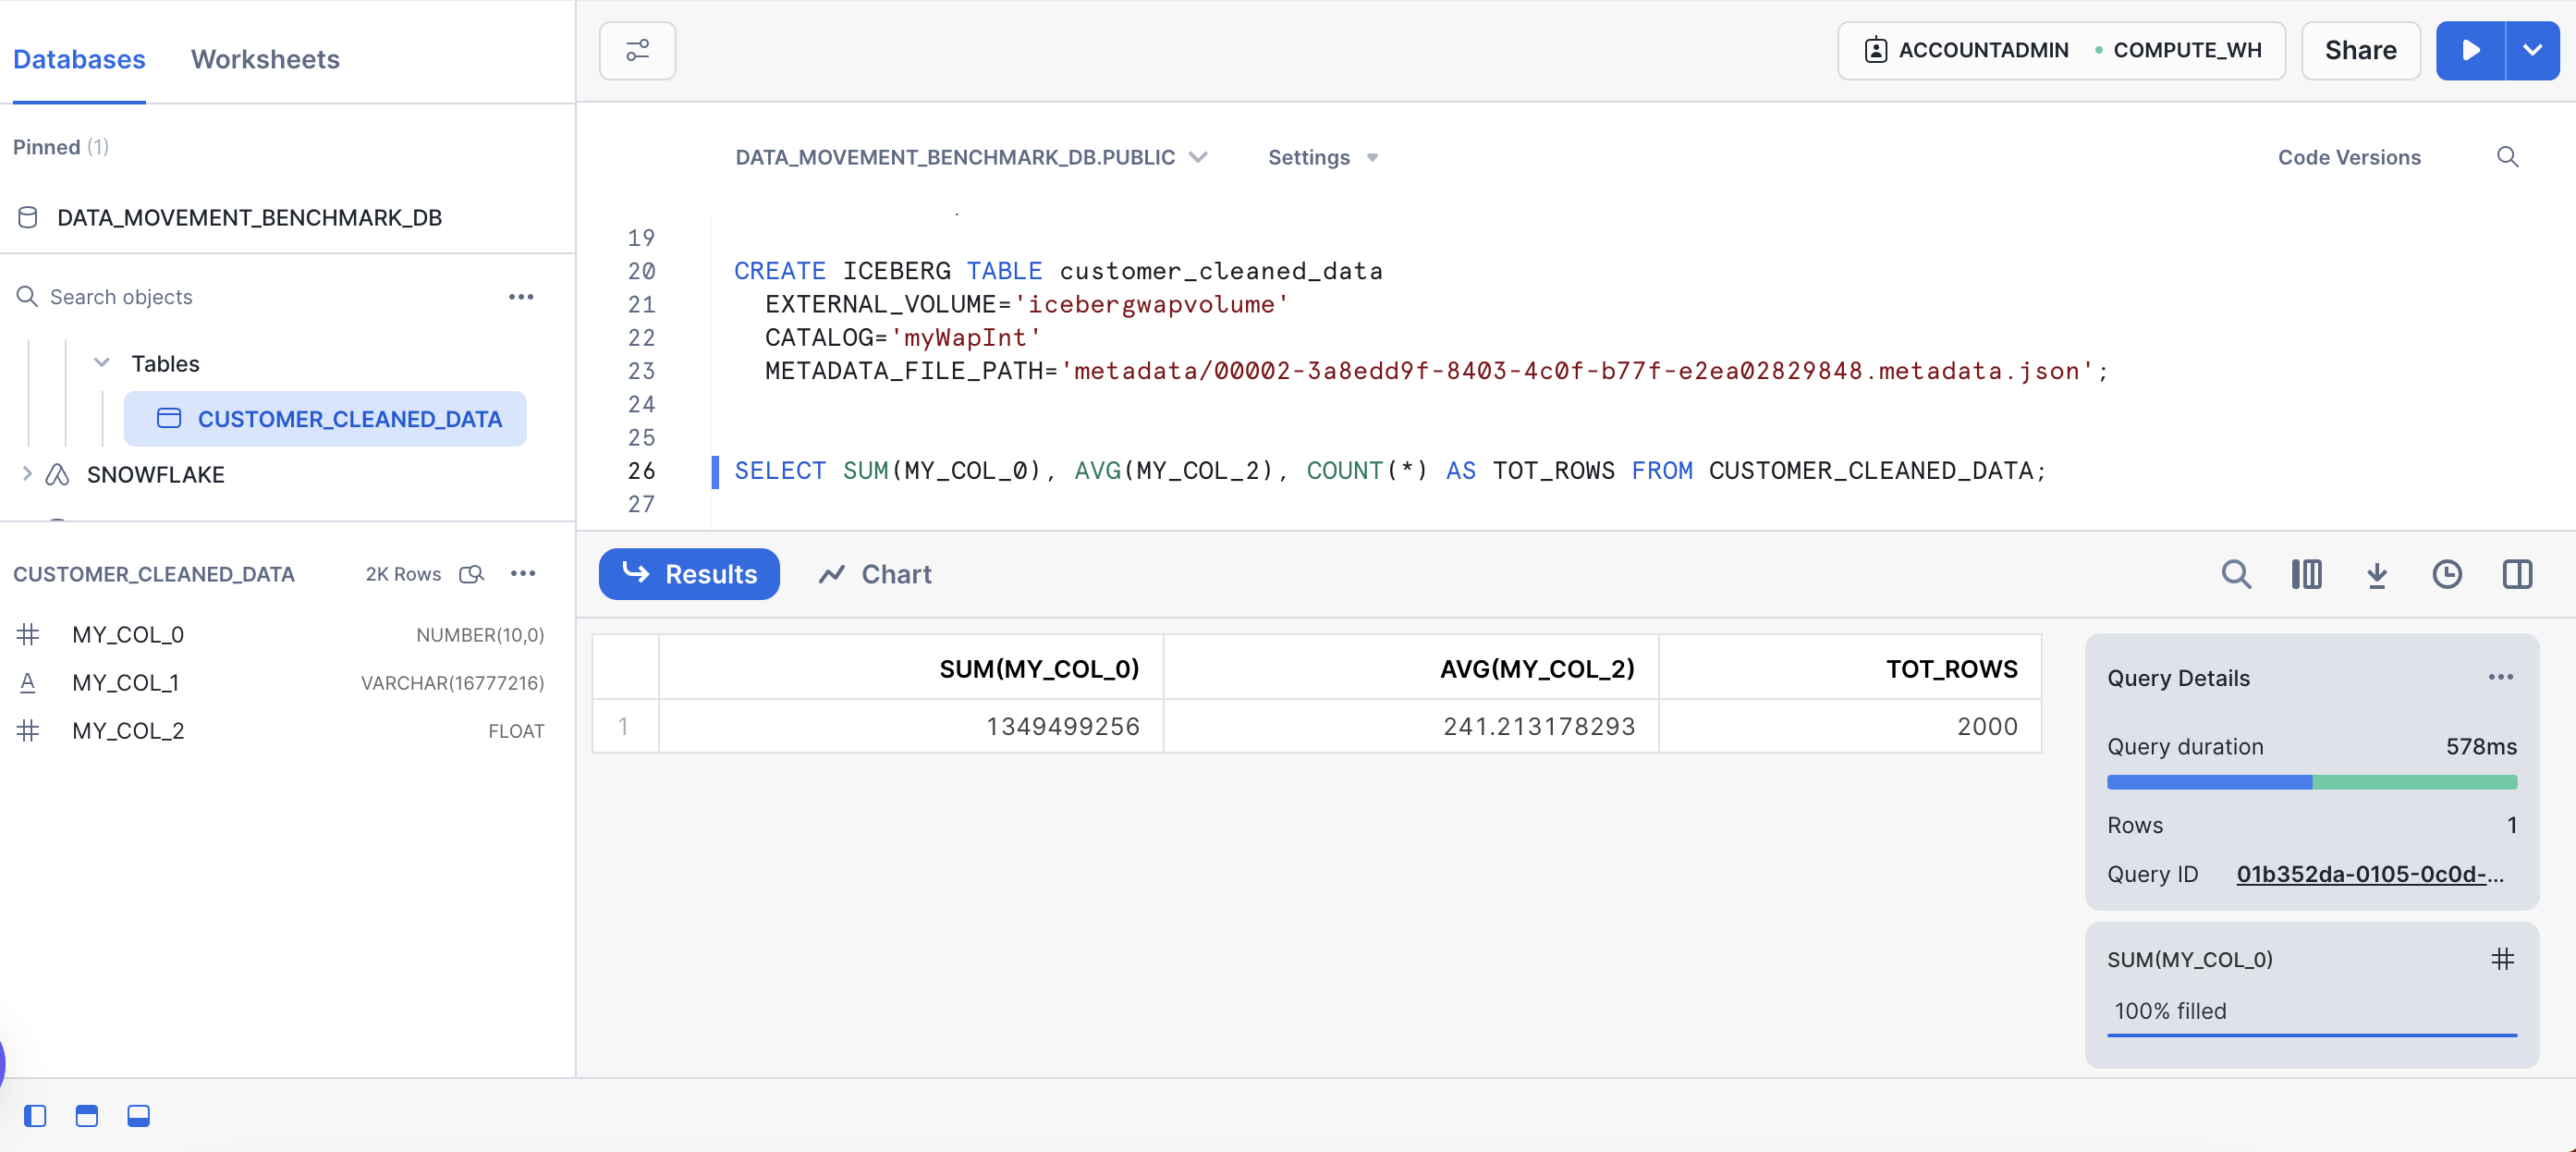 Databases Worksheets
Pinned (1)
DATA_MOVEMENT_BENCHMARK_DB
Search objects
Tables
CUSTOMER_CLEANED_DATA
SNOWFLAKE
CUSTOMER_CLEANED_DATA 2K Rows
MY_COL_0 NUMBER(10,0)
MY_COL_1 VARCHAR(16777216)
MY_COL_2 FLOAT
ACCOUNTADMIN COMPUTE_WH Share
DATA_MOVEMENT_BENCHMARK_DB.PUBLIC Settings Code Versions
19
20 CREATE ICEBERG TABLE customer_cleaned_data
21 EXTERNAL_VOLUME='icebergwapvolume'
22 CATALOG='myWapInt'
23 METADATA_FILE_PATH='metadata/00002-3a8edd9f-8403-4c0f-b77f-e2ea02829848.metadata.json';
24
25
26 SELECT SUM(MY_COL_0), AVG(MY_COL_2), COUNT(*) AS TOT_ROWS FROM CUSTOMER_CLEANED_DATA;
27
Results Chart
SUM(MY_COL_0) AVG(MY_COL_2) TOT_ROWS
1 1349499256 241.213178293 2000
Query Details
Query duration 578ms
Rows 1
Query ID 01b352da-0105-0c0d-...
SUM(MY_COL_0)
100% filled